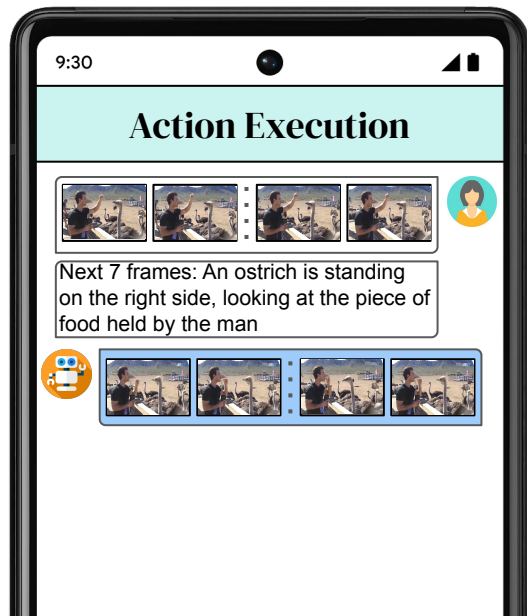 9:30
Action Execution
Next 7 frames: An ostrich is standing
on the right side, looking at the piece of
food held by the man